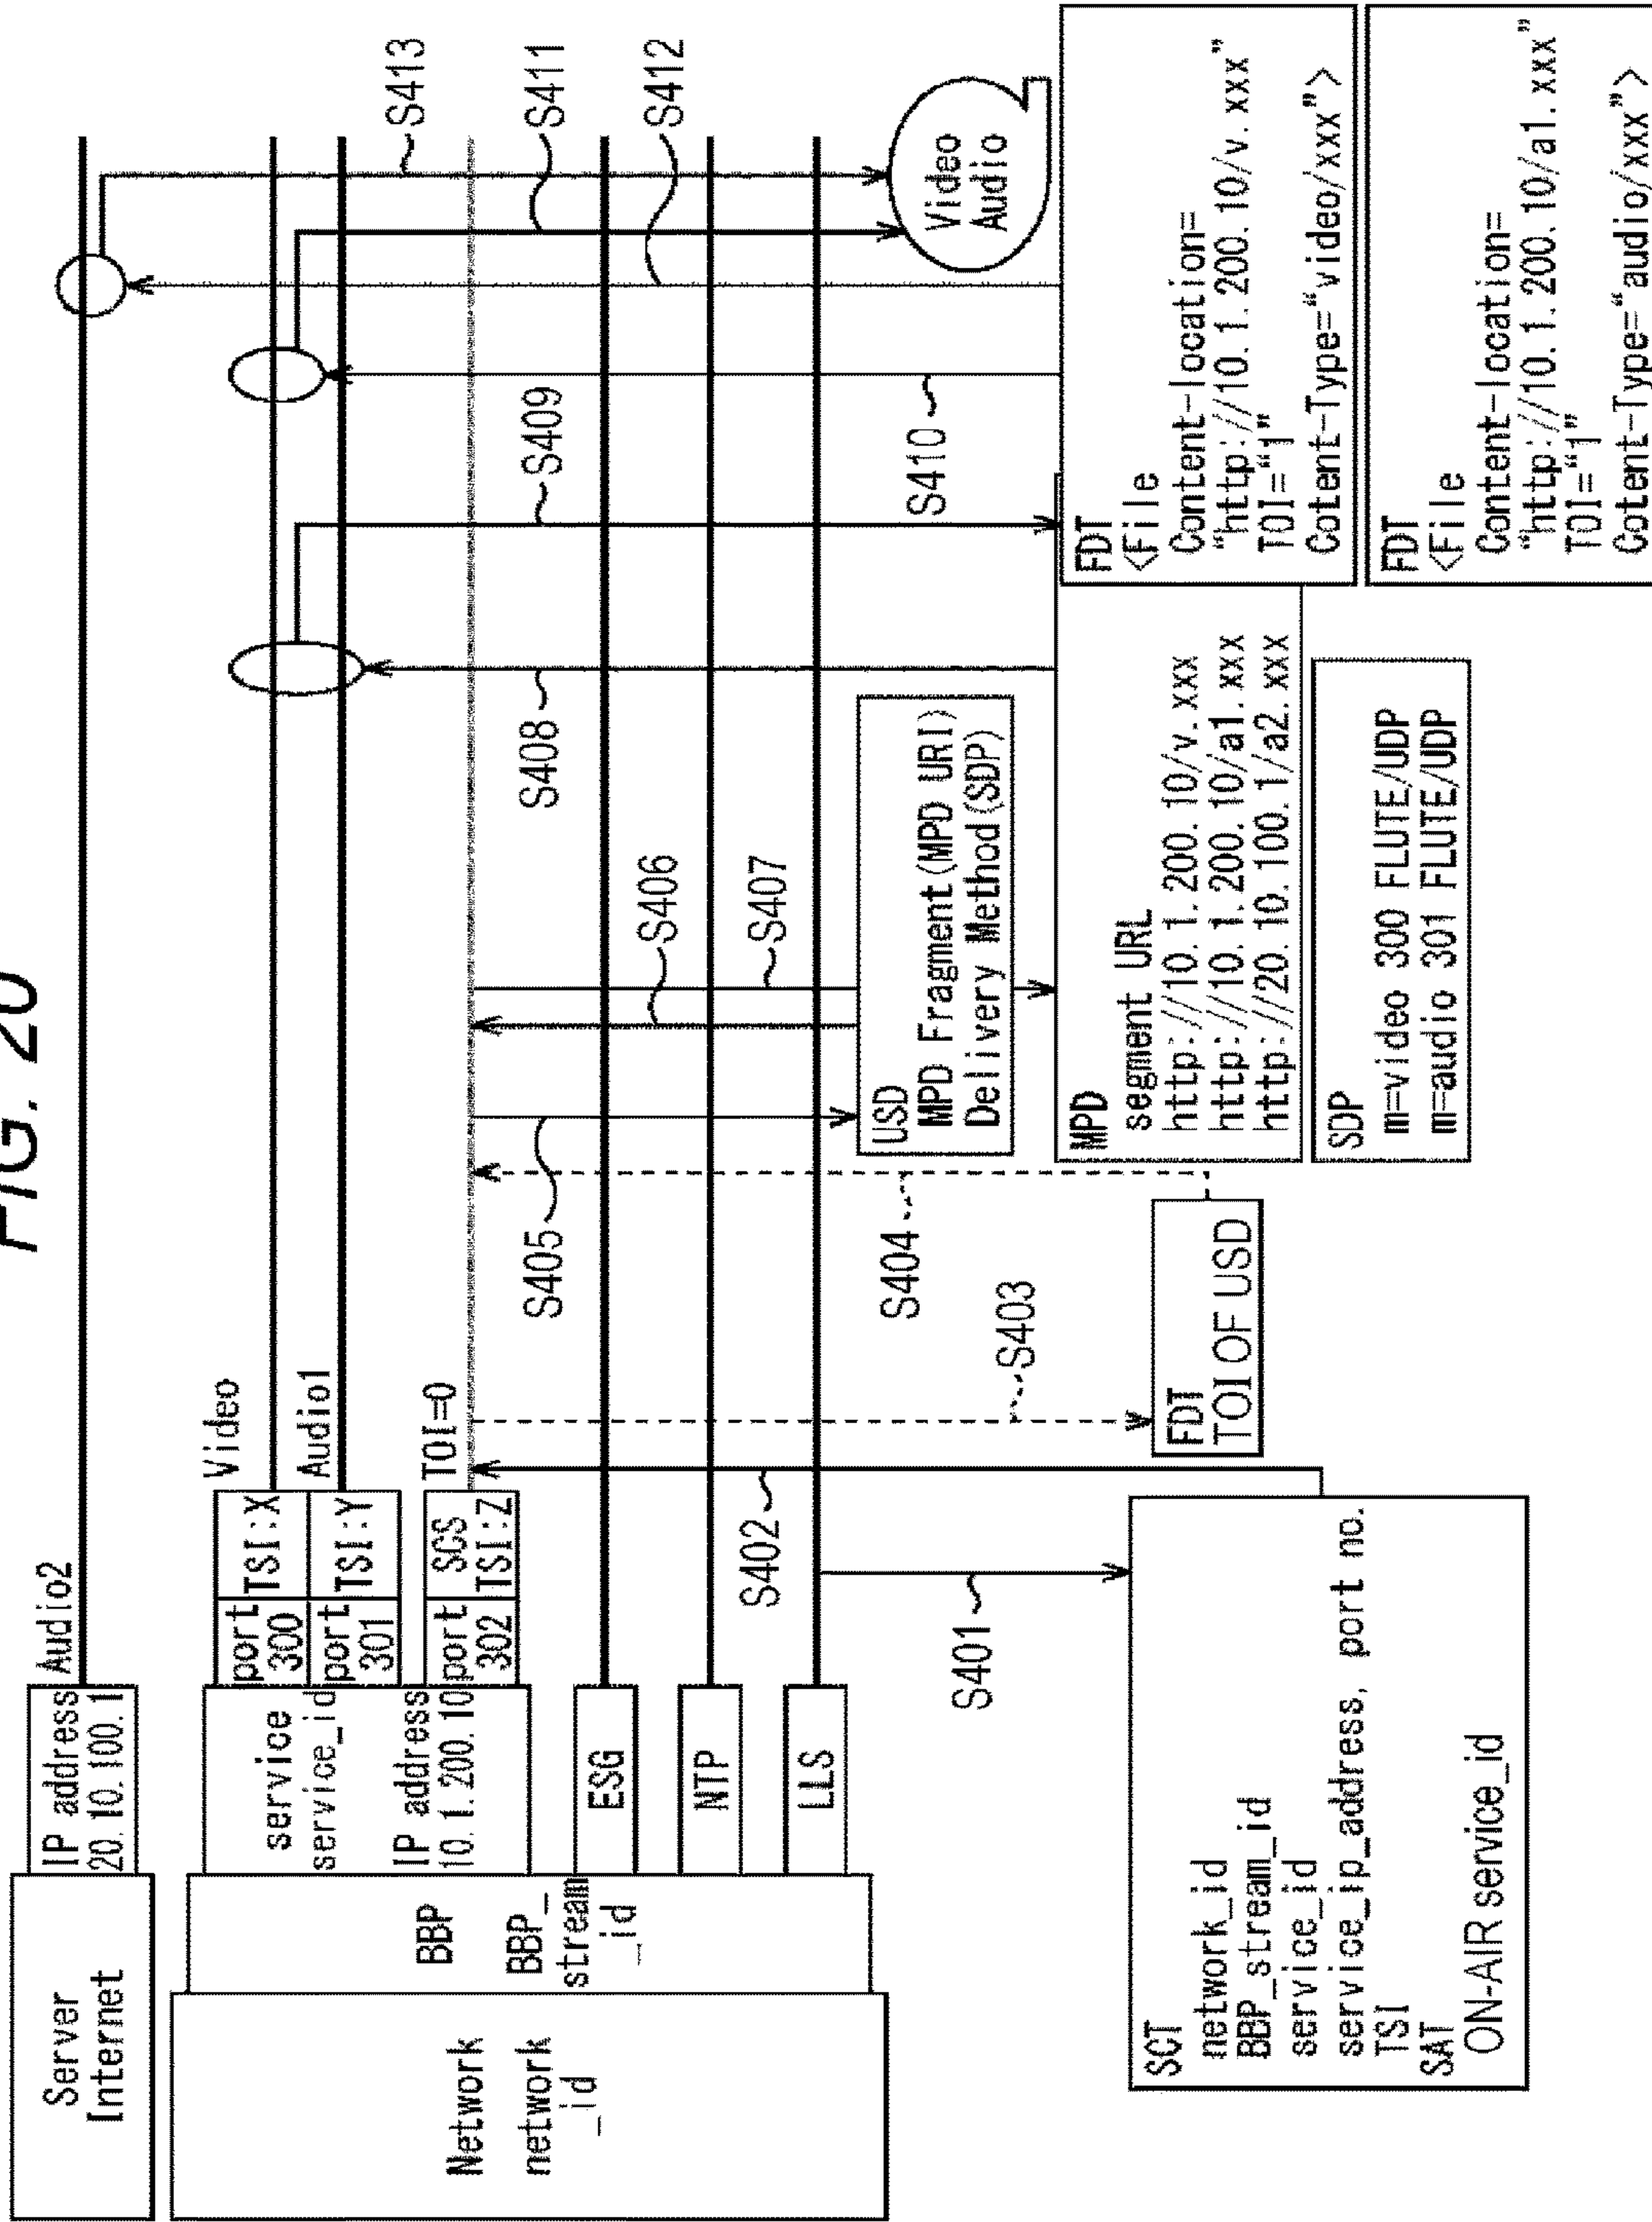 FIG. 20
Server
Internet
IP address
20. 10. 100. 1
Audio2
Network
network
_id
BBP
BBP_
stream
_id
service
service_id
IP address
10. 1. 200. 10
port
300
TSI:X
Video
port
301
TSI:Y
Audio1
port
302
SCS
TSI:Z
TOI=0
ESG
NTP
LLS
S401
S402
S403
S404
S405
S406
S407
S408
S409
S410
S411
S412
S413
SCT
network_id
BBP_stream_id
service_id
service_ip_address, port no.
TSI
SAT
ON-AIR service_id
FDT
TOI OF USD
USD
MPD Fragment(MPD URI)
Delivery Method(SDP)
MPD
segment URL
http://10. 1. 200. 10/v. xxx
http://10. 1. 200. 10/a1. xxx
http://20. 10. 100. 1/a2. xxx
SDP
m=video 300 FLUTE/UDP
m=audio 301 FLUTE/UDP
Video
Audio
FDT
<File
Content-location=
“http://10. 1. 200. 10/v. xxx”
TOI=“1”
Cotent-Type=“video/xxx”>
FDT
<File
Content-location=
“http://10. 1. 200. 10/a1. xxx”
TOI=“1”
Cotent-Type=“audio/xxx”>